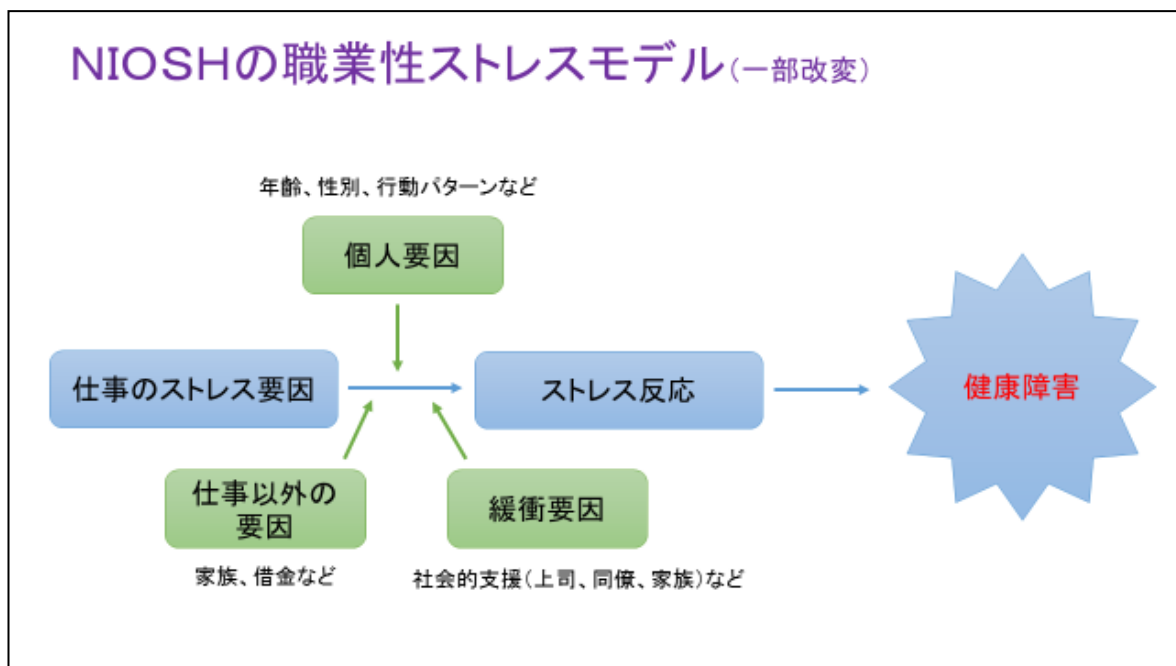 NIOSHの職業性ストレスモデル(一部改変)
年齢、性別、行動パターンなど
個人要因
仕事のストレス要因
ストレス反応
健康障害
仕事以外の
要因
緩衝要因
家族、借金など
社会的支援(上司、同僚、家族)など